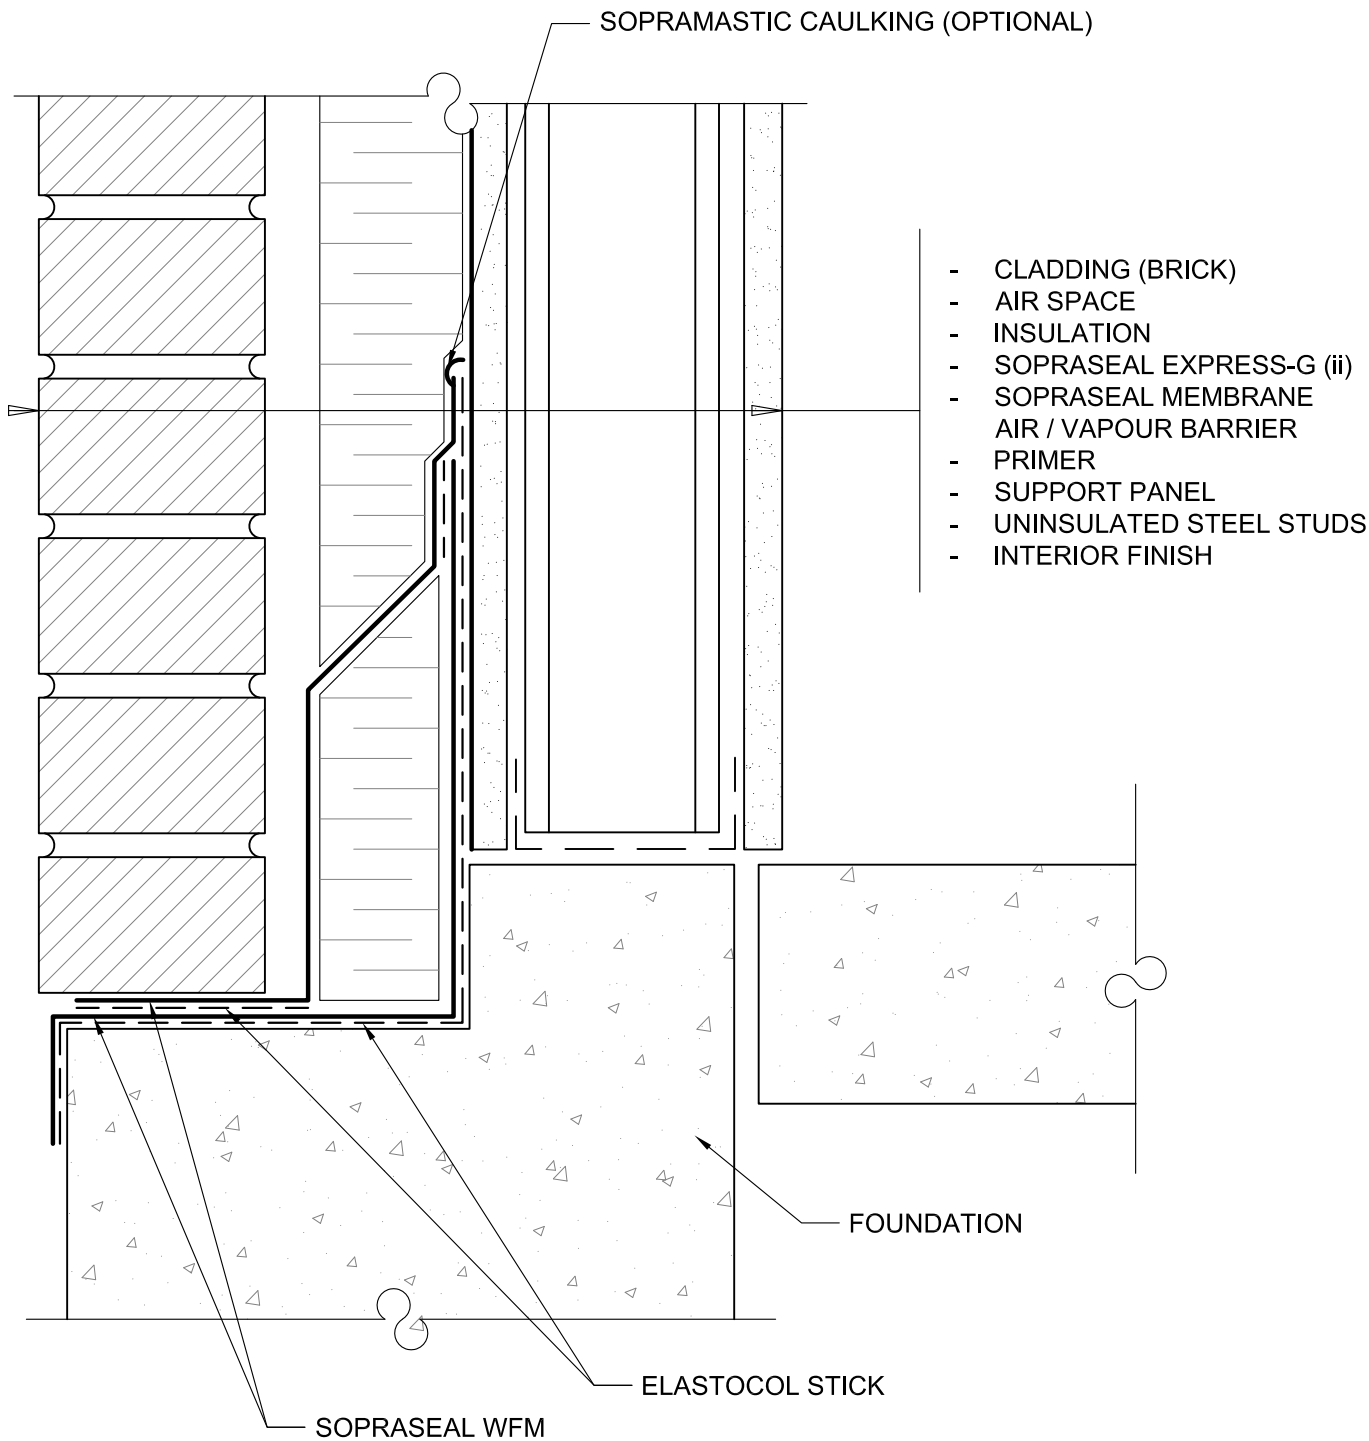 SOPRAMASTIC CAULKING (OPTIONAL)
- CLADDING (BRICK)
- AIR SPACE
- INSULATION
- SOPRASEAL EXPRESS-G (ii)
- SOPRASEAL MEMBRANE
AIR / VAPOUR BARRIER
- PRIMER
- SUPPORT PANEL
- UNINSULATED STEEL STUDS
- INTERIOR FINISH
FOUNDATION
ELASTOCOL STICK
SOPRASEAL WFM